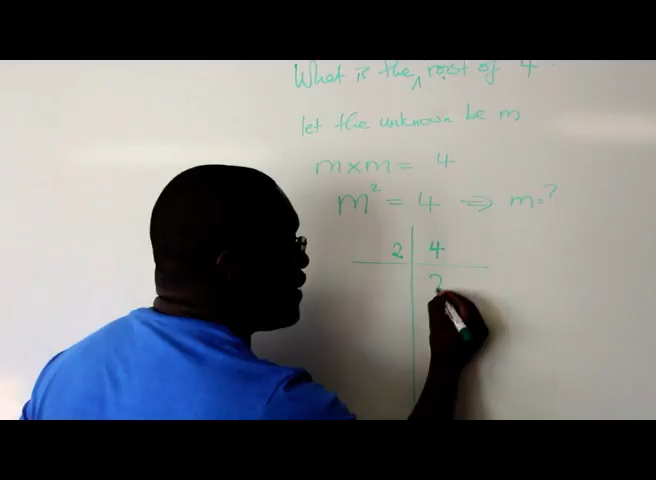 What is the ^ root of 4
let the unknown be m
m×m = 4
m² = 4 ⇒ m=?
2 | 4
2